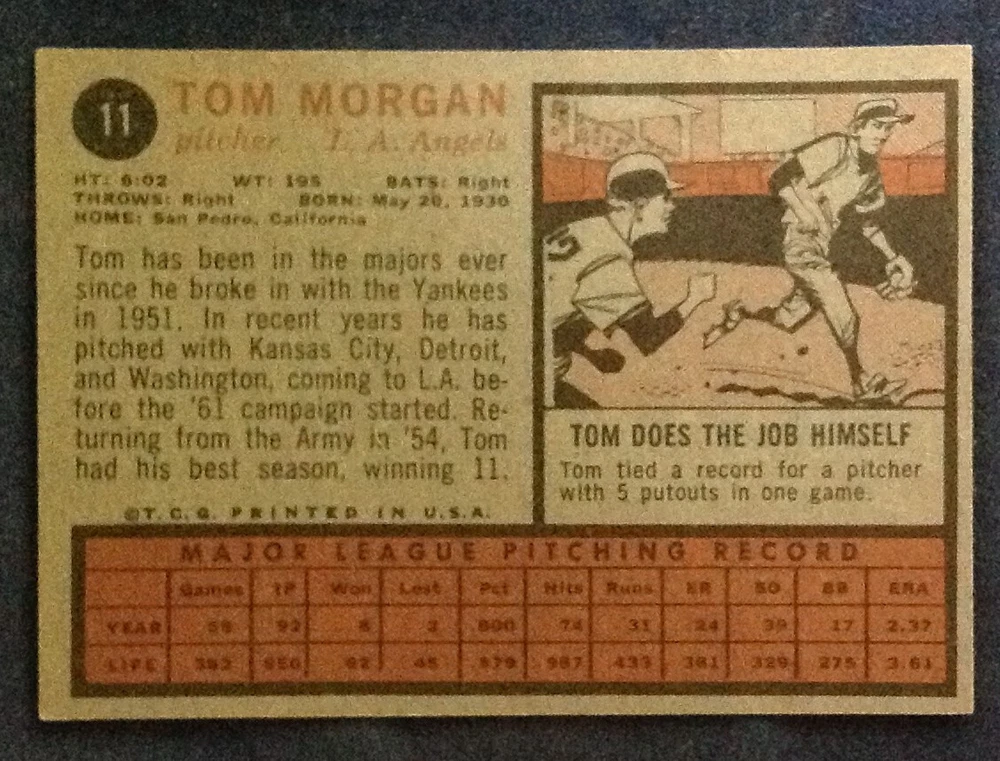 11
TOM MORGAN
pitcher L. A. Angels
HT: 6:02 WT: 195 BATS: Right
THROWS: Right BORN: May 20, 1930
HOME: San Pedro, California
Tom has been in the majors ever
since he broke in with the Yankees
in 1951. In recent years he has
pitched with Kansas City, Detroit,
and Washington, coming to L.A. be-
fore the '61 campaign started. Re-
turning from the Army in '54, Tom
had his best season, winning 11.
©T. C. G. PRINTED IN U.S.A.
TOM DOES THE JOB HIMSELF
Tom tied a record for a pitcher
with 5 putouts in one game.
MAJOR LEAGUE PITCHING RECORD
Games IP Won Lost Pct Hits Runs ER SO BB ERA
YEAR 59 92 8 2 800 74 31 24 39 17 2.37
LIFE 392 950 62 45 579 987 433 381 329 275 3.61